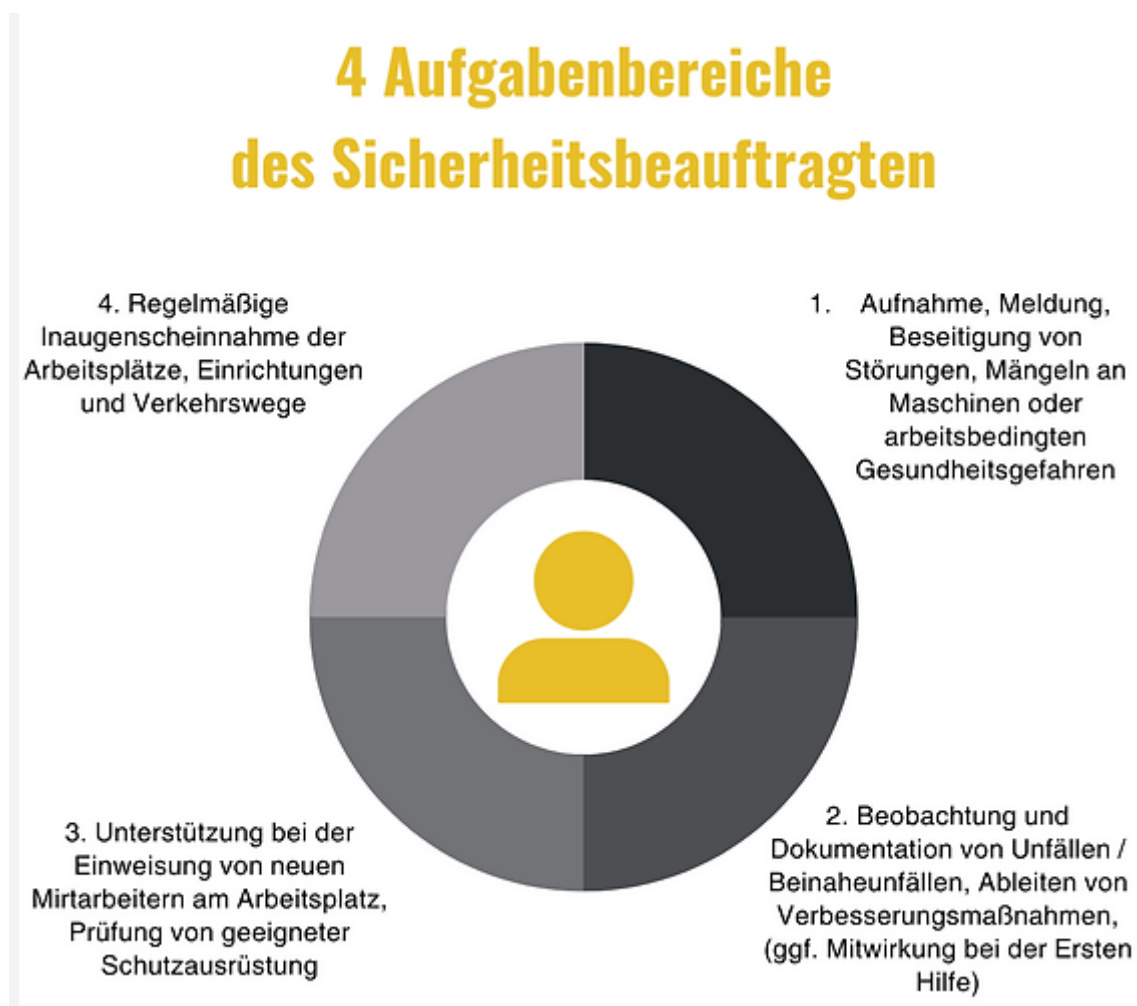 4 Aufgabenbereiche
des Sicherheitsbeauftragten
1. Aufnahme, Meldung,
Beseitigung von
Störungen, Mängeln an
Maschinen oder
arbeitsbedingten
Gesundheitsgefahren
2. Beobachtung und
Dokumentation von Unfällen /
Beinaheunfällen, Ableiten von
Verbesserungsmaßnahmen,
(ggf. Mitwirkung bei der Ersten
Hilfe)
3. Unterstützung bei der
Einweisung von neuen
Mirtarbeitern am Arbeitsplatz,
Prüfung von geeigneter
Schutzausrüstung
4. Regelmäßige
Inaugenscheinnahme der
Arbeitsplätze, Einrichtungen
und Verkehrswege